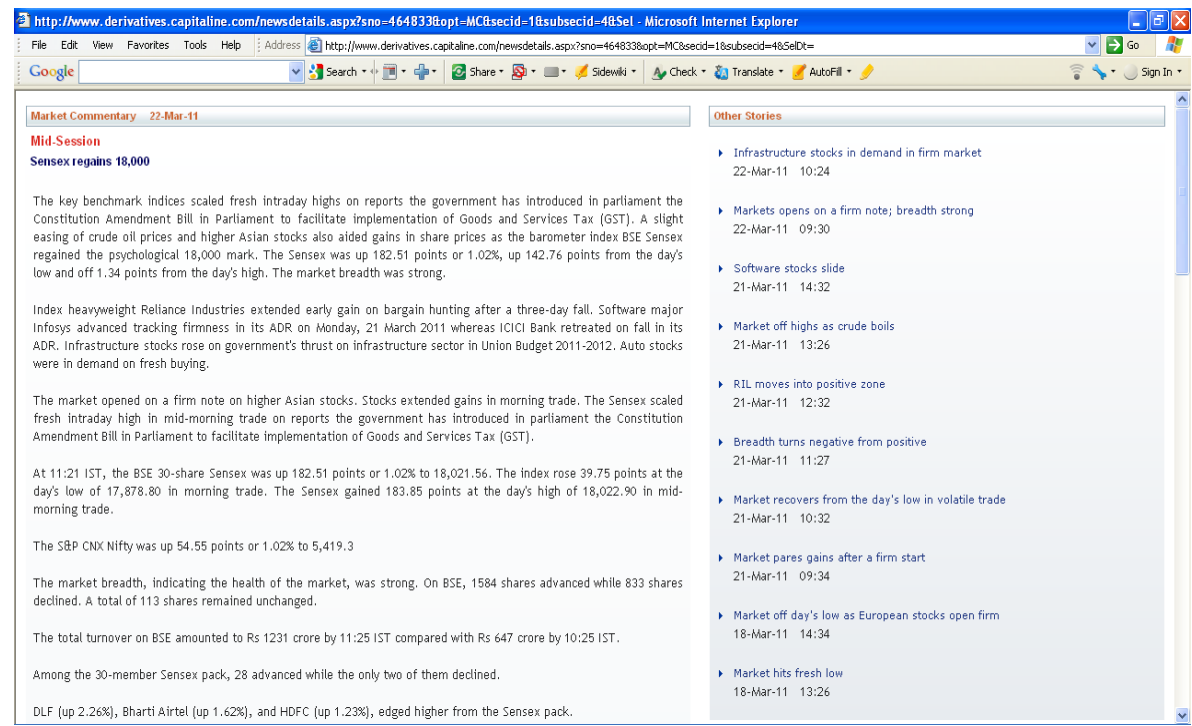 http://www.derivatives.capitaline.com/newsdetails.aspx?sno=464833&opt=MC&secid=1&subsecid=4&Sel - Microsoft Internet Explorer
File Edit View Favorites Tools Help Address http://www.derivatives.capitaline.com/newsdetails.aspx?sno=464833&opt=MC&secid=1&subsecid=4&SelDt= Go
Google Search Share Sidewiki Check Translate AutoFill Sign In
Market Commentary 22-Mar-11
Mid-Session
Sensex regains 18,000
The key benchmark indices scaled fresh intraday highs on reports the government has introduced in parliament the
Constitution Amendment Bill in Parliament to facilitate implementation of Goods and Services Tax (GST). A slight
easing of crude oil prices and higher Asian stocks also aided gains in share prices as the barometer index BSE Sensex
regained the psychological 18,000 mark. The Sensex was up 182.51 points or 1.02%, up 142.76 points from the day's
low and off 1.34 points from the day's high. The market breadth was strong.
Index heavyweight Reliance Industries extended early gain on bargain hunting after a three-day fall. Software major
Infosys advanced tracking firmness in its ADR on Monday, 21 March 2011 whereas ICICI Bank retreated on fall in its
ADR. Infrastructure stocks rose on government's thrust on infrastructure sector in Union Budget 2011-2012. Auto stocks
were in demand on fresh buying.
The market opened on a firm note on higher Asian stocks. Stocks extended gains in morning trade. The Sensex scaled
fresh intraday high in mid-morning trade on reports the government has introduced in parliament the Constitution
Amendment Bill in Parliament to facilitate implementation of Goods and Services Tax (GST).
At 11:21 IST, the BSE 30-share Sensex was up 182.51 points or 1.02% to 18,021.56. The index rose 39.75 points at the
day's low of 17,878.80 in morning trade. The Sensex gained 183.85 points at the day's high of 18,022.90 in mid-
morning trade.
The S&P CNX Nifty was up 54.55 points or 1.02% to 5,419.3
The market breadth, indicating the health of the market, was strong. On BSE, 1584 shares advanced while 833 shares
declined. A total of 113 shares remained unchanged.
The total turnover on BSE amounted to Rs 1231 crore by 11:25 IST compared with Rs 647 crore by 10:25 IST.
Among the 30-member Sensex pack, 28 advanced while the only two of them declined.
DLF (up 2.26%), Bharti Airtel (up 1.62%), and HDFC (up 1.23%), edged higher from the Sensex pack.
Other Stories
Infrastructure stocks in demand in firm market
22-Mar-11 10:24
Markets opens on a firm note; breadth strong
22-Mar-11 09:30
Software stocks slide
21-Mar-11 14:32
Market off highs as crude boils
21-Mar-11 13:26
RIL moves into positive zone
21-Mar-11 12:32
Breadth turns negative from positive
21-Mar-11 11:27
Market recovers from the day's low in volatile trade
21-Mar-11 10:32
Market pares gains after a firm start
21-Mar-11 09:34
Market off day's low as European stocks open firm
18-Mar-11 14:34
Market hits fresh low
18-Mar-11 13:26